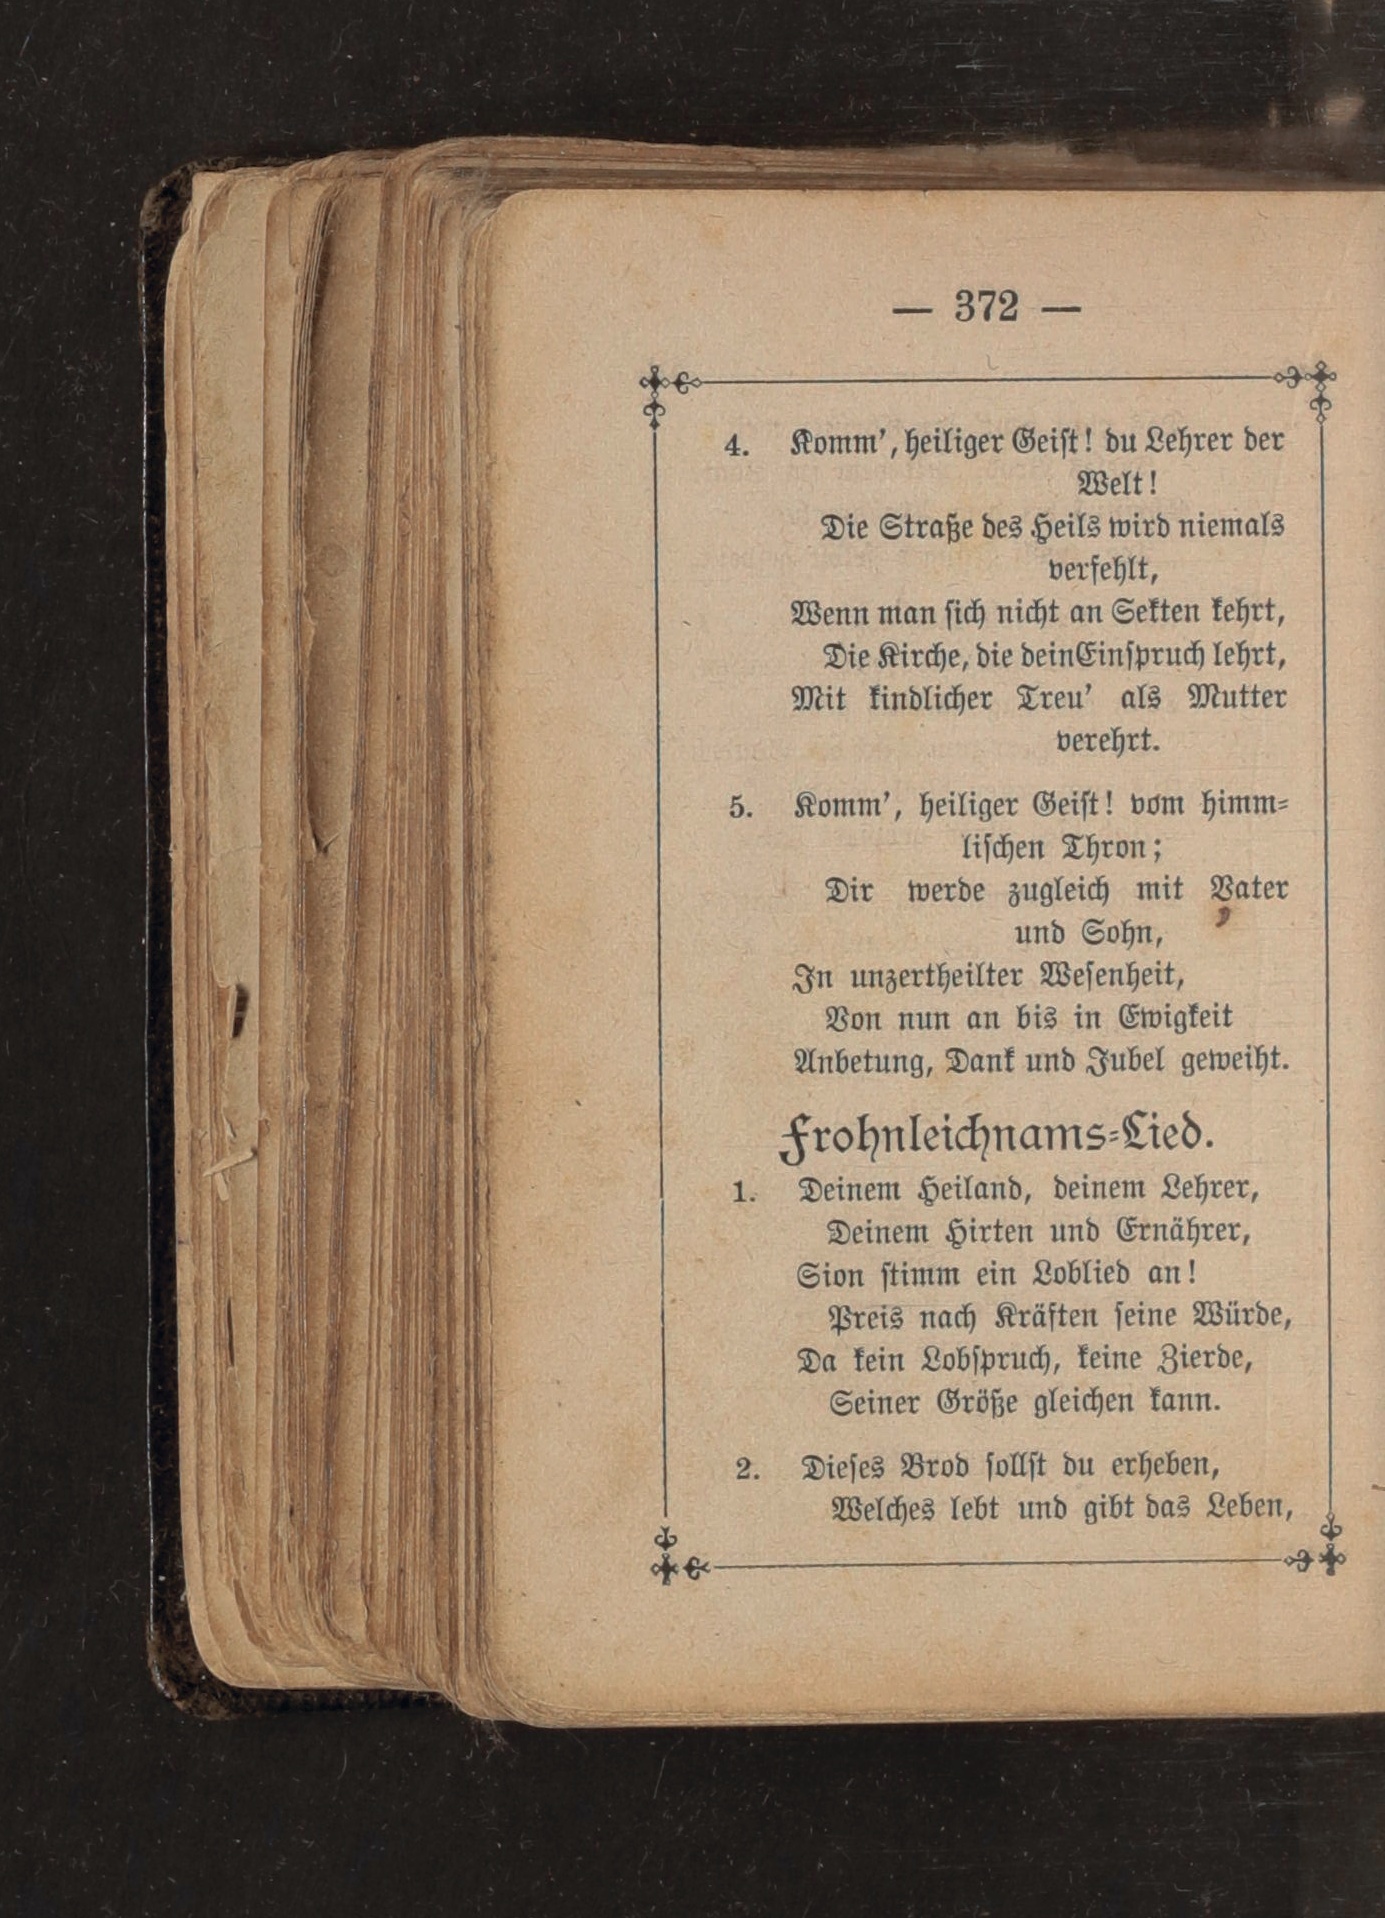 — 372 —
4. Komm', heiliger Geist! du Lehrer der
Welt!
Die Straße des Heils wird niemals
verfehlt,
Wenn man sich nicht an Sekten kehrt,
Die Kirche, die dein Einspruch lehrt,
Mit kindlicher Treu' als Mutter
verehrt.
5. Komm', heiliger Geist! vom himm-
lischen Thron;
Dir werde zugleich mit Vater
und Sohn,
In unzertheilter Wesenheit,
Von nun an bis in Ewigkeit
Anbetung, Dank und Jubel geweiht.
Frohnleichnams-Lied.
1. Deinem Heiland, deinem Lehrer,
Deinem Hirten und Ernährer,
Sion stimm ein Loblied an!
Preis nach Kräften seine Würde,
Da kein Lobspruch, keine Zierde,
Seiner Größe gleichen kann.
2. Dieses Brod sollst du erheben,
Welches lebt und gibt das Leben,